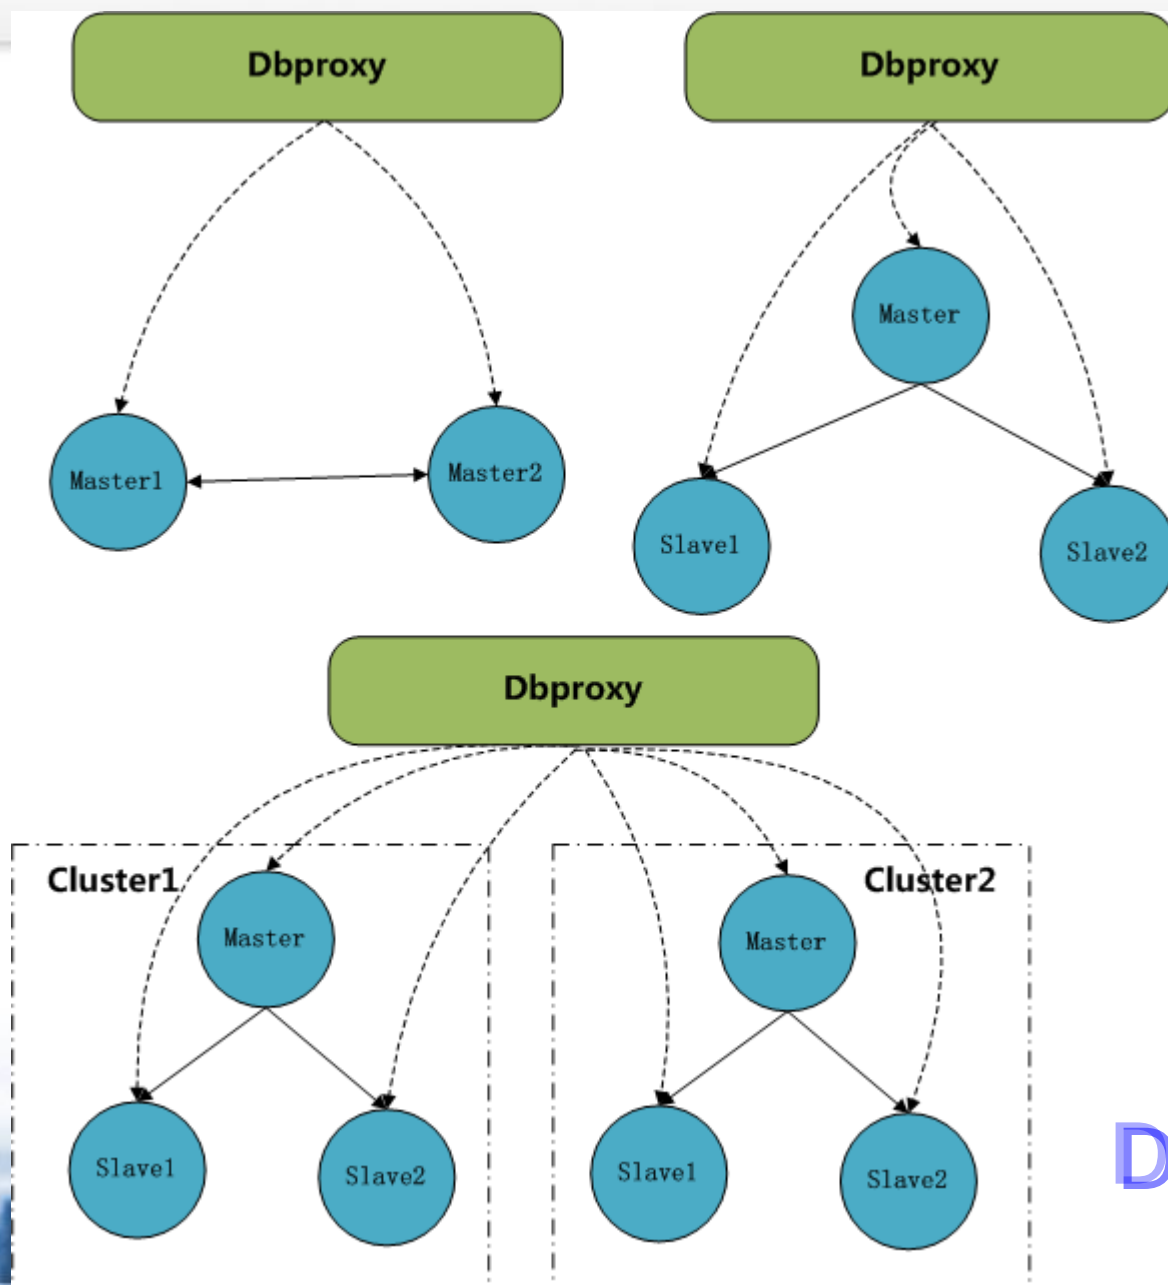 Dbproxy
Dbproxy
Master
Master1
Master2
Slave1
Slave2
Dbproxy
Cluster1
Cluster2
Master
Master
Slave1
Slave2
Slave1
Slave2
D